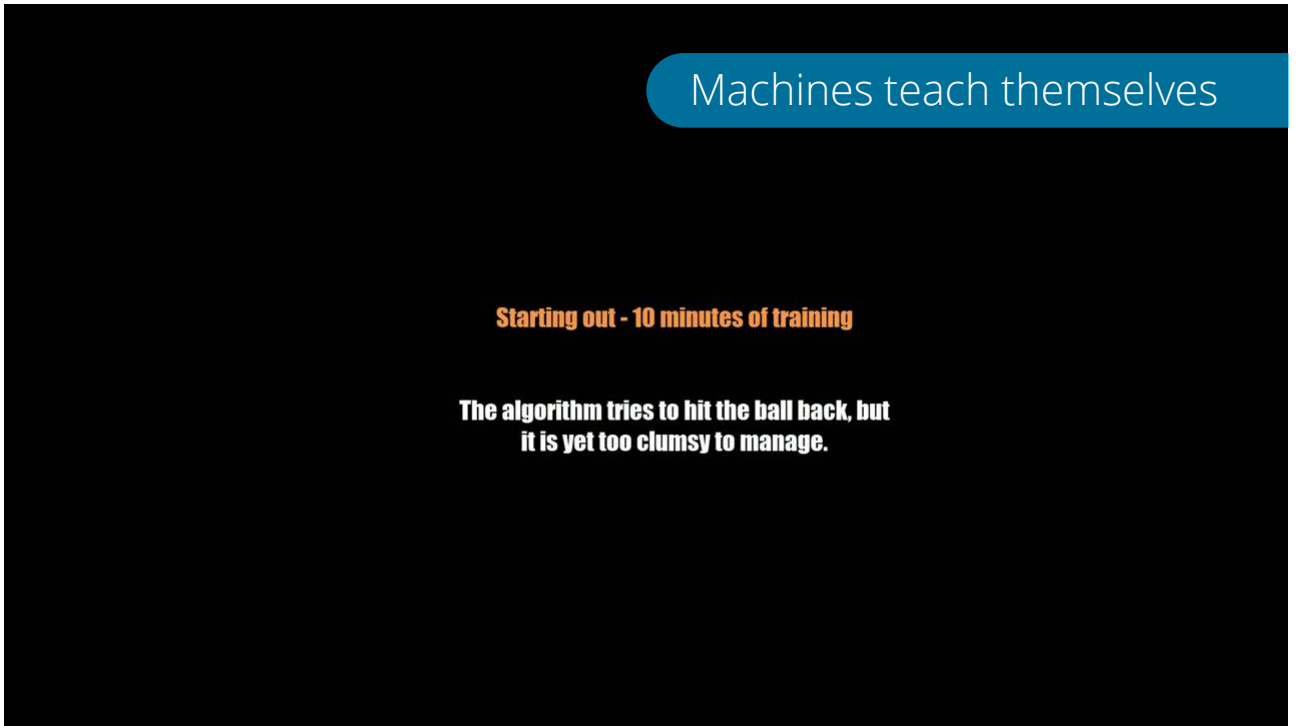 Machines teach themselves
Starting out - 10 minutes of training
The algorithm tries to hit the ball back, but
it is yet too clumsy to manage.